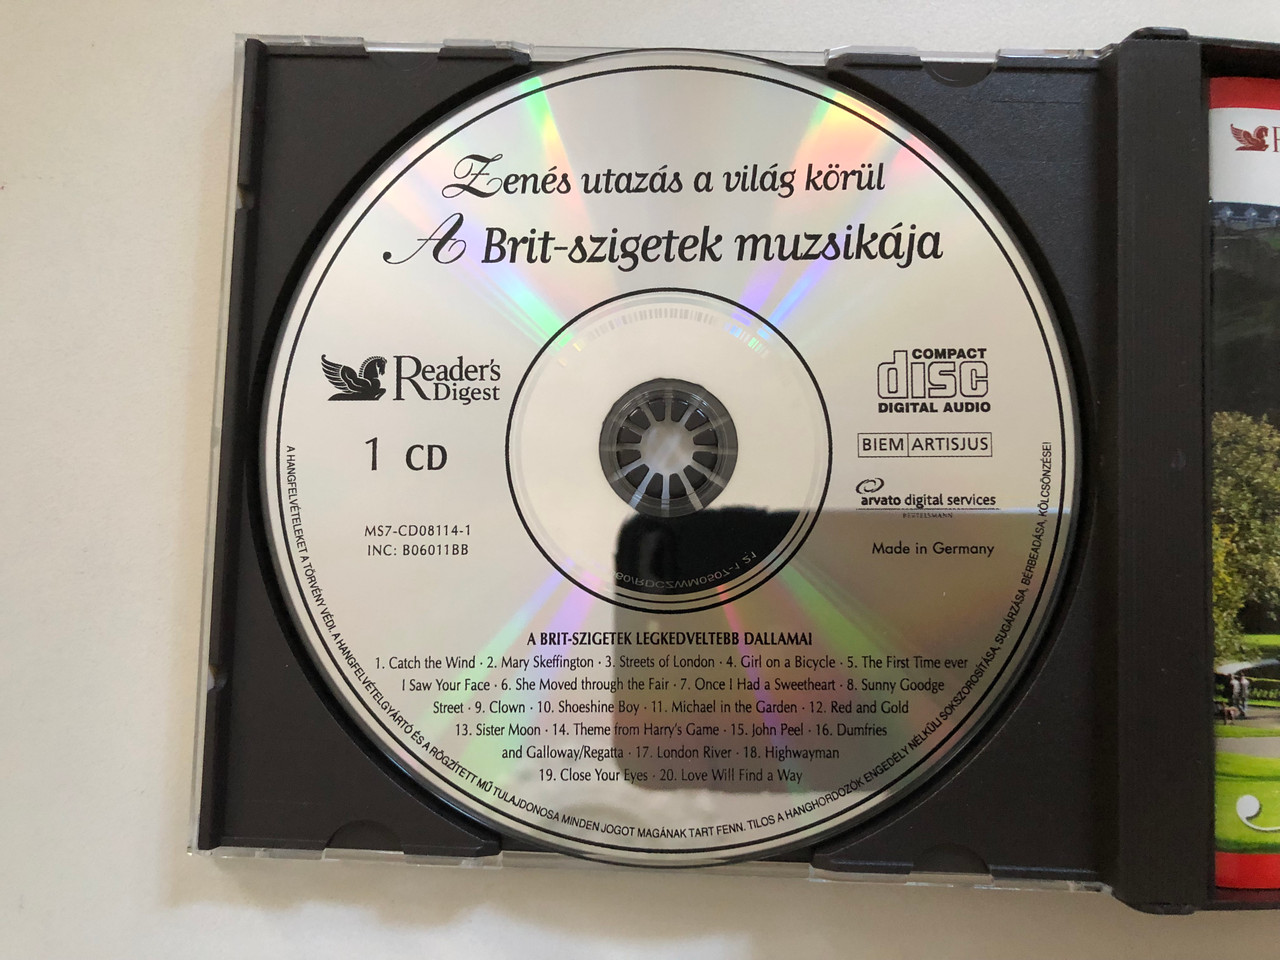 Zenés utazás a világ körül
A Brit-szigetek muzsikája
Reader's
Digest
1 CD
MS7-CD08114-1
INC: B06011BB
COMPACT
disc
DIGITAL AUDIO
BIEM ARTISJUS
arvato digital services
BERTELSMANN
Made in Germany
A BRIT-SZIGETEK LEGKEDVELTEBB DALLAMAI
1. Catch the Wind · 2. Mary Skeffington · 3. Streets of London · 4. Girl on a Bicycle · 5. The First Time ever
I Saw Your Face · 6. She Moved through the Fair · 7. Once I Had a Sweetheart · 8. Sunny Goodge
Street · 9. Clown · 10. Shoeshine Boy · 11. Michael in the Garden · 12. Red and Gold
13. Sister Moon · 14. Theme from Harry's Game · 15. John Peel · 16. Dumfries
and Galloway/Regatta · 17. London River · 18. Highwayman
19. Close Your Eyes · 20. Love Will Find a Way
A HANGFELVÉTELEKET A TÖRVÉNY VÉDI. A HANGFELVÉTELGYÁRTÓ ÉS A RÖGZÍTETT MŰ TULAJDONOSA MINDEN JOGOT MAGÁNAK TART FENN. TILOS A HANGHORDOZÓK ENGEDÉLY NÉLKÜLI SOKSZOROSÍTÁSA, SUGÁRZÁSA, BÉRBEADÁSA, KÖLCSÖNZÉSE!